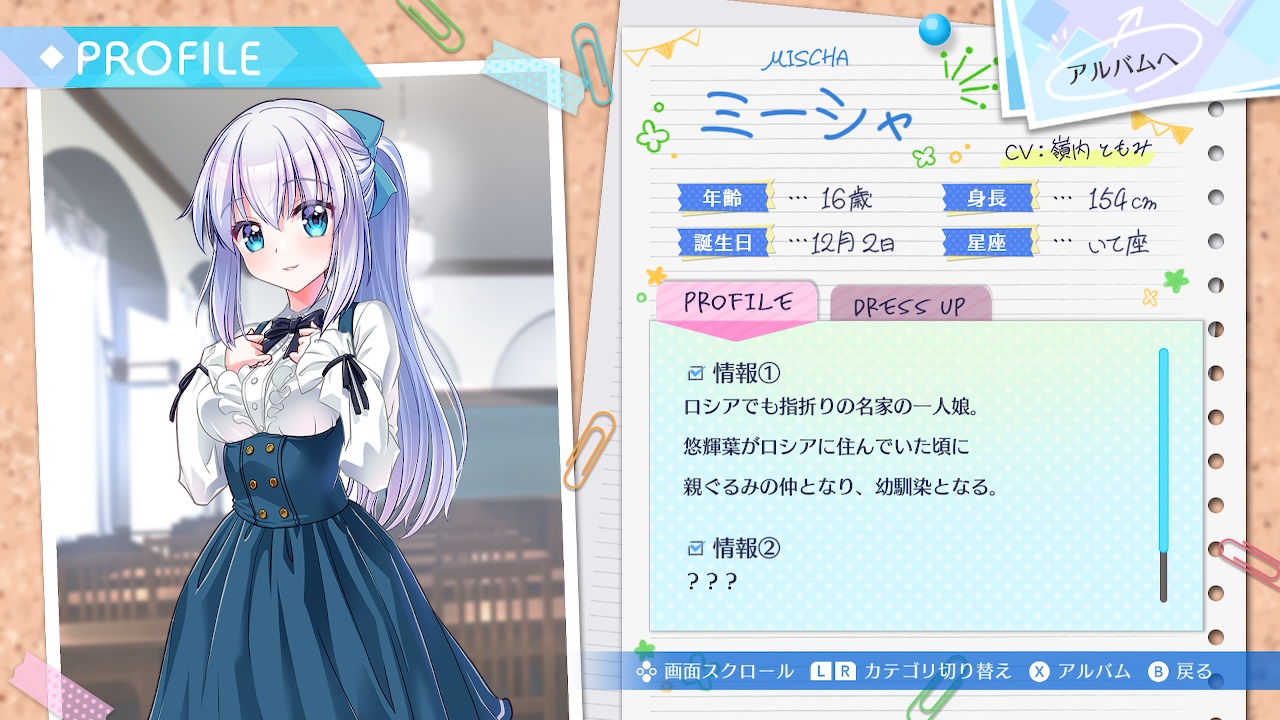 PROFILE
アルバムへ
MISCHA
ミーシャ
CV：嶺内ともみ
年齢 … 16歳
身長 … 154cm
誕生日 … 12月2日
星座 … いて座
PROFILE
DRESS UP
情報①
ロシアでも指折りの名家の一人娘。
悠輝葉がロシアに住んでいた頃に
親ぐるみの仲となり、幼馴染となる。
情報②
？？？
画面スクロール L R カテゴリ切り替え X アルバム B 戻る